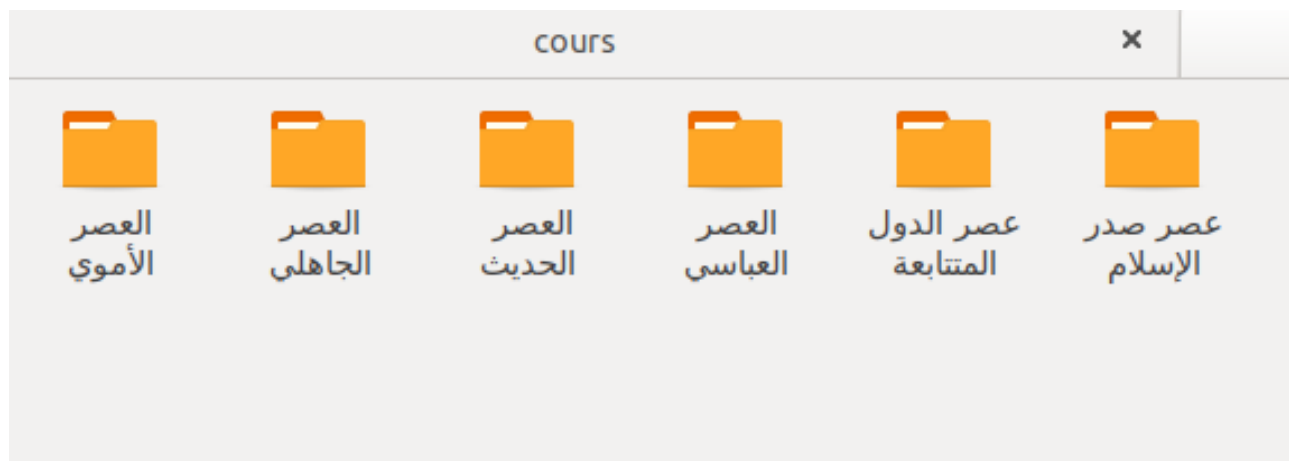 cours ×
العصر
الأموي
العصر
الجاهلي
العصر
الحديث
العصر
العباسي
عصر الدول
المتتابعة
عصر صدر
الإسلام